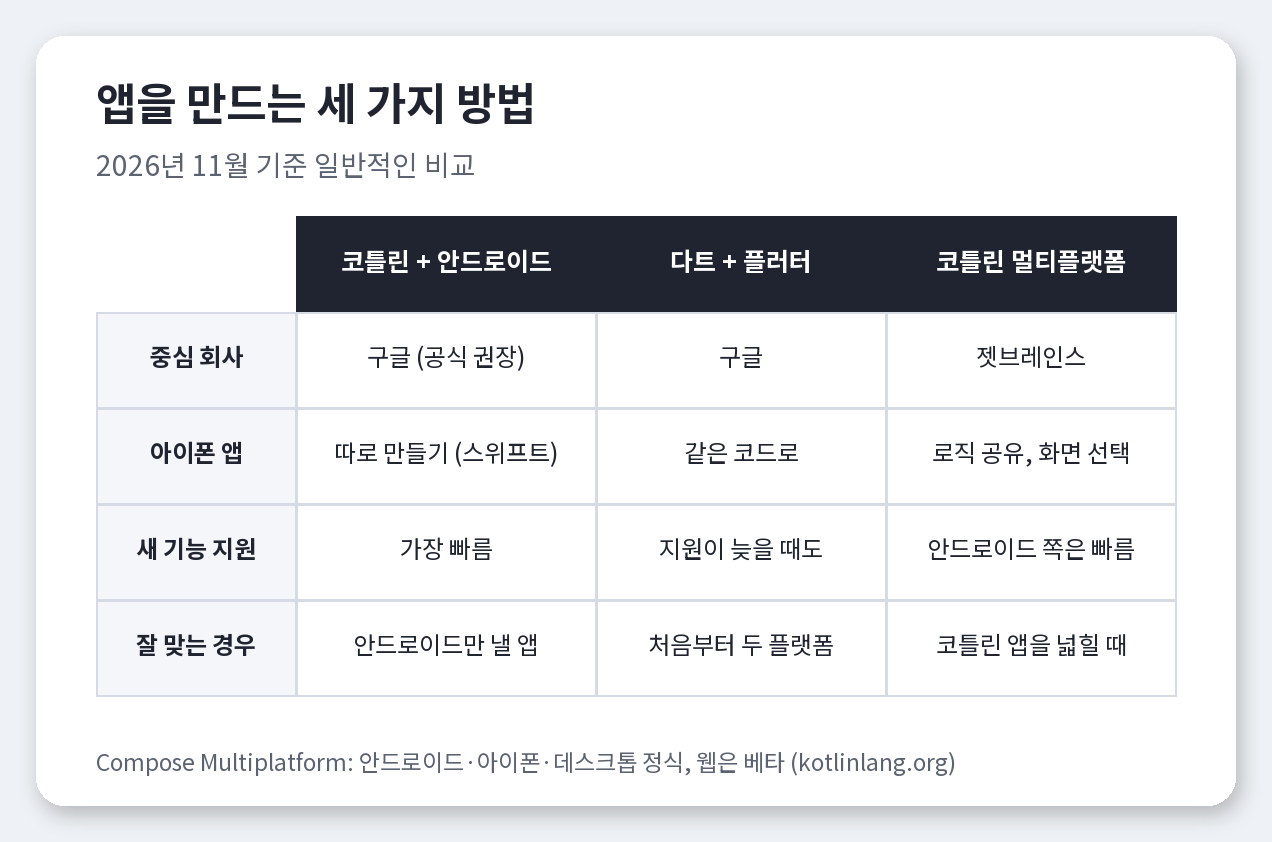 앱을 만드는 세 가지 방법
2026년 11월 기준 일반적인 비교
코틀린 + 안드로이드 다트 + 플러터 코틀린 멀티플랫폼
중심 회사 구글 (공식 권장) 구글 젯브레인스
아이폰 앱 따로 만들기 (스위프트) 같은 코드로 로직 공유, 화면 선택
새 기능 지원 가장 빠름 지원이 늦을 때도 안드로이드 쪽은 빠름
잘 맞는 경우 안드로이드만 낼 앱 처음부터 두 플랫폼 코틀린 앱을 넓힐 때
Compose Multiplatform: 안드로이드·아이폰·데스크톱 정식, 웹은 베타 (kotlinlang.org)